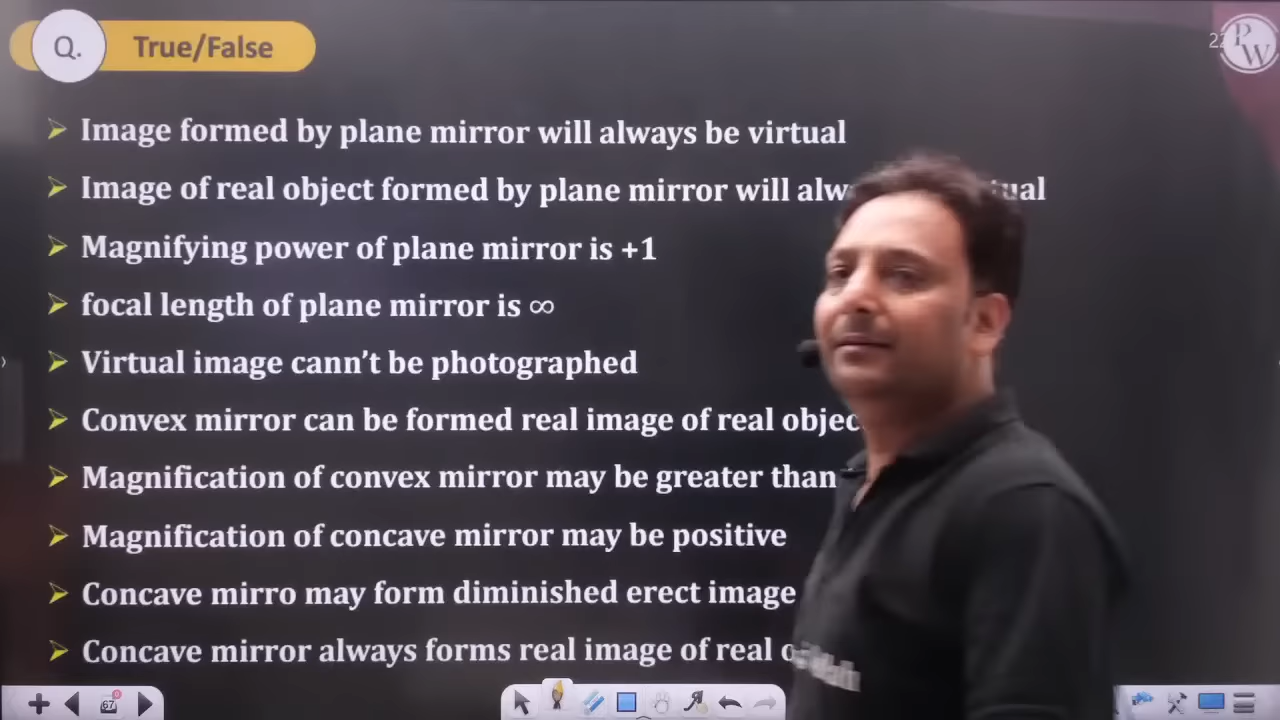 Q. True/False
22 PW
➢ Image formed by plane mirror will always be virtual
➢ Image of real object formed by plane mirror will
➢ Magnifying power of plane mirror is +1
➢ focal length of plane mirror is ∞
➢ Virtual image cann’t be photographed
➢ Convex mirror can be formed real image of real
➢ Magnification of convex mirror may be greater than
➢ Magnification of concave mirror may be positive
➢ Concave mirro may form diminished erect image
➢ Concave mirror always forms real image of real
87